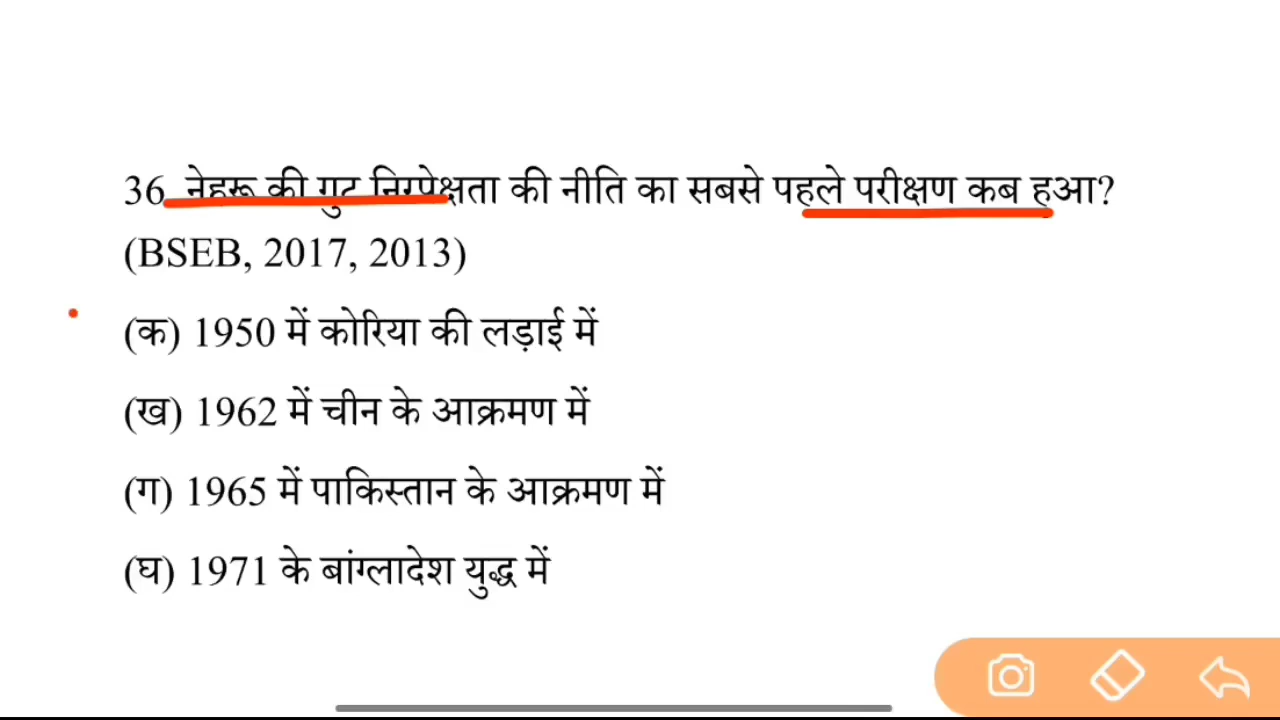 36. नेहरू की गुट निरपेक्षता की नीति का सबसे पहले परीक्षण कब हुआ?
(BSEB, 2017, 2013)
(क) 1950 में कोरिया की लड़ाई में
(ख) 1962 में चीन के आक्रमण में
(ग) 1965 में पाकिस्तान के आक्रमण में
(घ) 1971 के बांग्लादेश युद्ध में